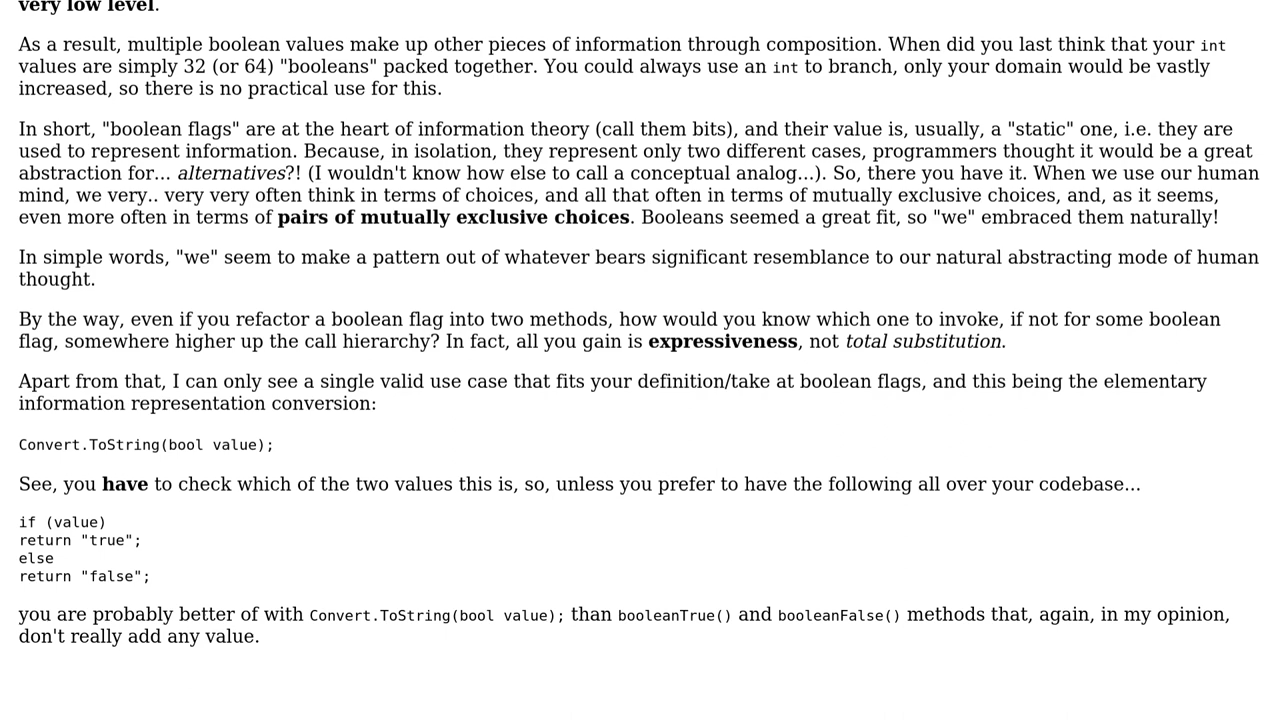 very low level.
As a result, multiple boolean values make up other pieces of information through composition. When did you last think that your int
values are simply 32 (or 64) "booleans" packed together. You could always use an int to branch, only your domain would be vastly
increased, so there is no practical use for this.
In short, "boolean flags" are at the heart of information theory (call them bits), and their value is, usually, a "static" one, i.e. they are
used to represent information. Because, in isolation, they represent only two different cases, programmers thought it would be a great
abstraction for... alternatives?! (I wouldn't know how else to call a conceptual analog...). So, there you have it. When we use our human
mind, we very.. very very often think in terms of choices, and all that often in terms of mutually exclusive choices, and, as it seems,
even more often in terms of pairs of mutually exclusive choices. Booleans seemed a great fit, so "we" embraced them naturally!
In simple words, "we" seem to make a pattern out of whatever bears significant resemblance to our natural abstracting mode of human
thought.
By the way, even if you refactor a boolean flag into two methods, how would you know which one to invoke, if not for some boolean
flag, somewhere higher up the call hierarchy? In fact, all you gain is expressiveness, not total substitution.
Apart from that, I can only see a single valid use case that fits your definition/take at boolean flags, and this being the elementary
information representation conversion:
Convert.ToString(bool value);
See, you have to check which of the two values this is, so, unless you prefer to have the following all over your codebase...
if (value)
return "true";
else
return "false";
you are probably better of with Convert.ToString(bool value); than booleanTrue() and booleanFalse() methods that, again, in my opinion,
don't really add any value.